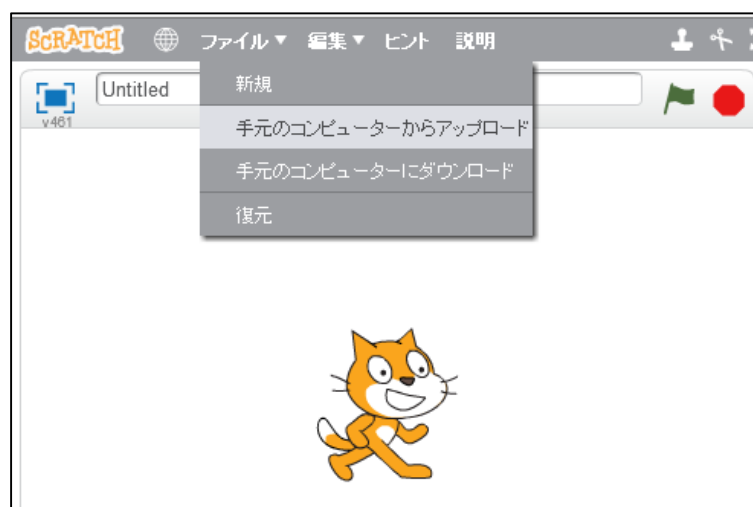 SCRATCH ファイル▼ 編集▼ ヒント 説明
Untitled
v461
新規
手元のコンピューターからアップロード
手元のコンピューターにダウンロード
復元